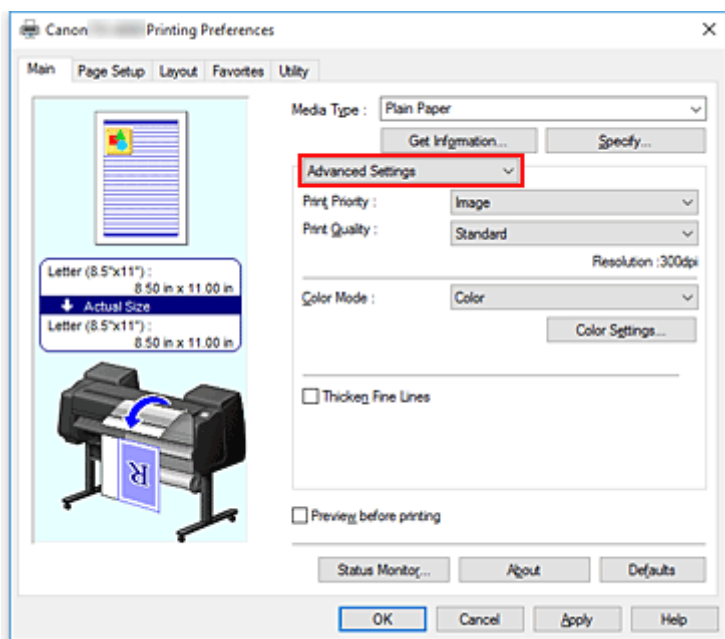 Canon Printing Preferences
Main Page Setup Layout Favorites Utility
Media Type : Plain Paper
Get Information... Specify...
Advanced Settings
Print Priority : Image
Print Quality : Standard
Resolution :300dpi
Letter (8.5"x11") :
8.50 in x 11.00 in
Actual Size
Letter (8.5"x11") :
8.50 in x 11.00 in
Color Mode : Color
Color Settings...
Thicken Fine Lines
R
Preview before printing
Status Monitor... About Defaults
OK Cancel Apply Help